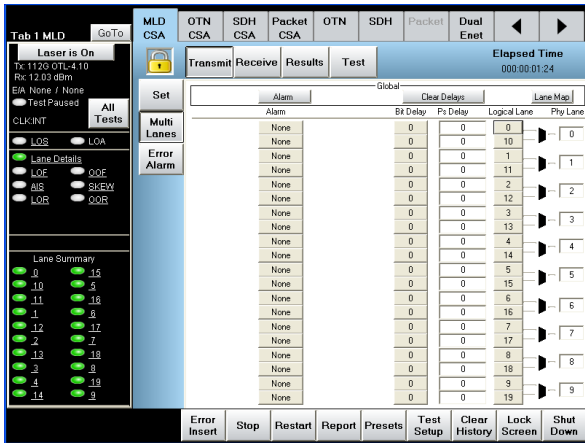 Tab 1 MLD GoTo
MLD CSA OTN CSA SDH CSA Packet CSA OTN SDH Packet Dual Enet
Laser is On
Tx: 112G OTL-4.10
Rx: 12.03 dBm
E/A None / None
Test Paused
All Tests
CLK:INT
LOS LOA
Lane Details
LOF OOF
AIS SKEW
LOR OOR
Lane Summary
0 15
10 5
11 16
1 6
12 17
2 7
13 18
3 8
4 19
14 9
Transmit Receive Results Test
Elapsed Time
000:00:01:24
Set
Multi Lanes
Error Alarm
Global
Alarm Clear Delays Lane Map
Alarm Bit Delay Ps Delay Logical Lane Phy Lane
None 0 0 0 0
None 0 0 10
None 0 0 1 1
None 0 0 11
None 0 0 2 2
None 0 0 12
None 0 0 3 3
None 0 0 13
None 0 0 4 4
None 0 0 14
None 0 0 5 5
None 0 0 15
None 0 0 6 6
None 0 0 16
None 0 0 7 7
None 0 0 17
None 0 0 8 8
None 0 0 18
None 0 0 9 9
None 0 0 19
Error Insert Stop Restart Report Presets Test Setup Clear History Lock Screen Shut Down